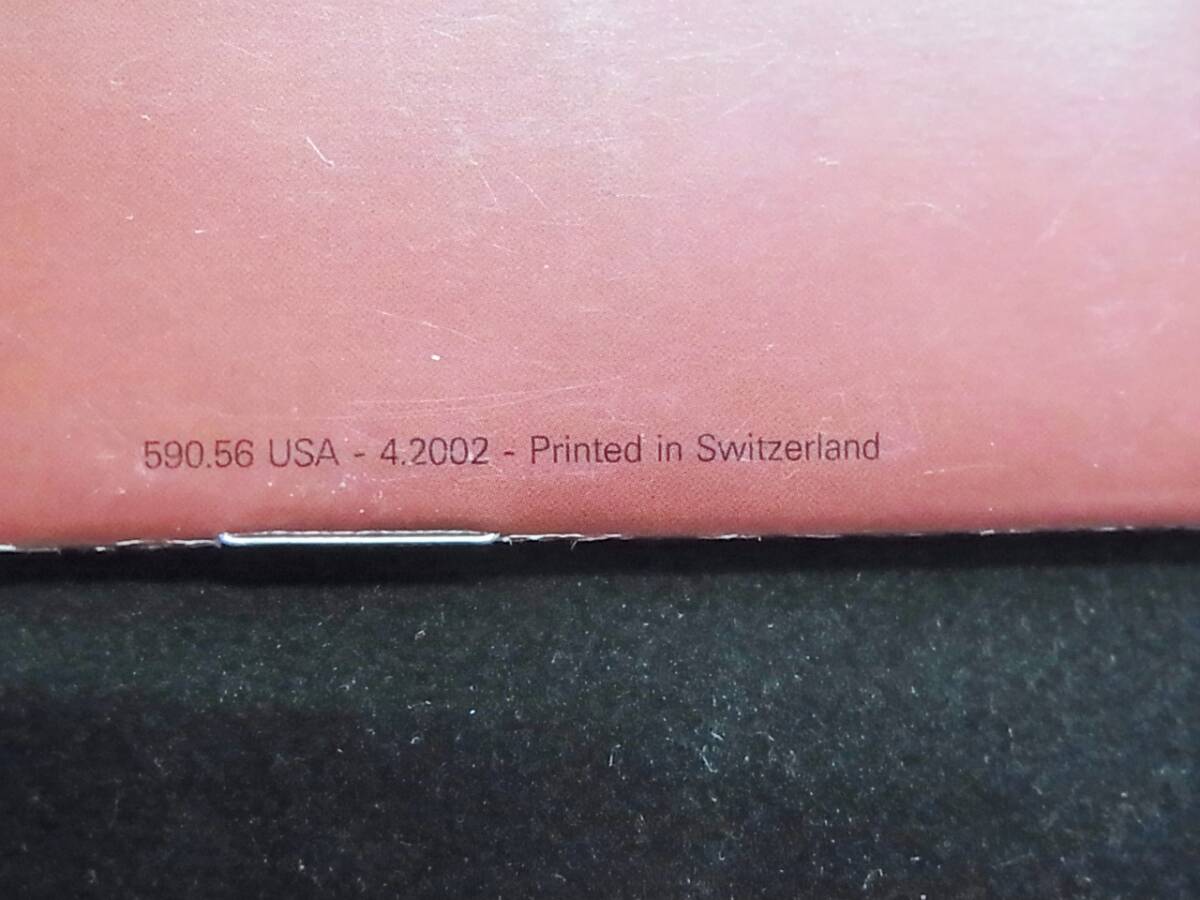 590.56 USA - 4.2002 - Printed in Switzerland